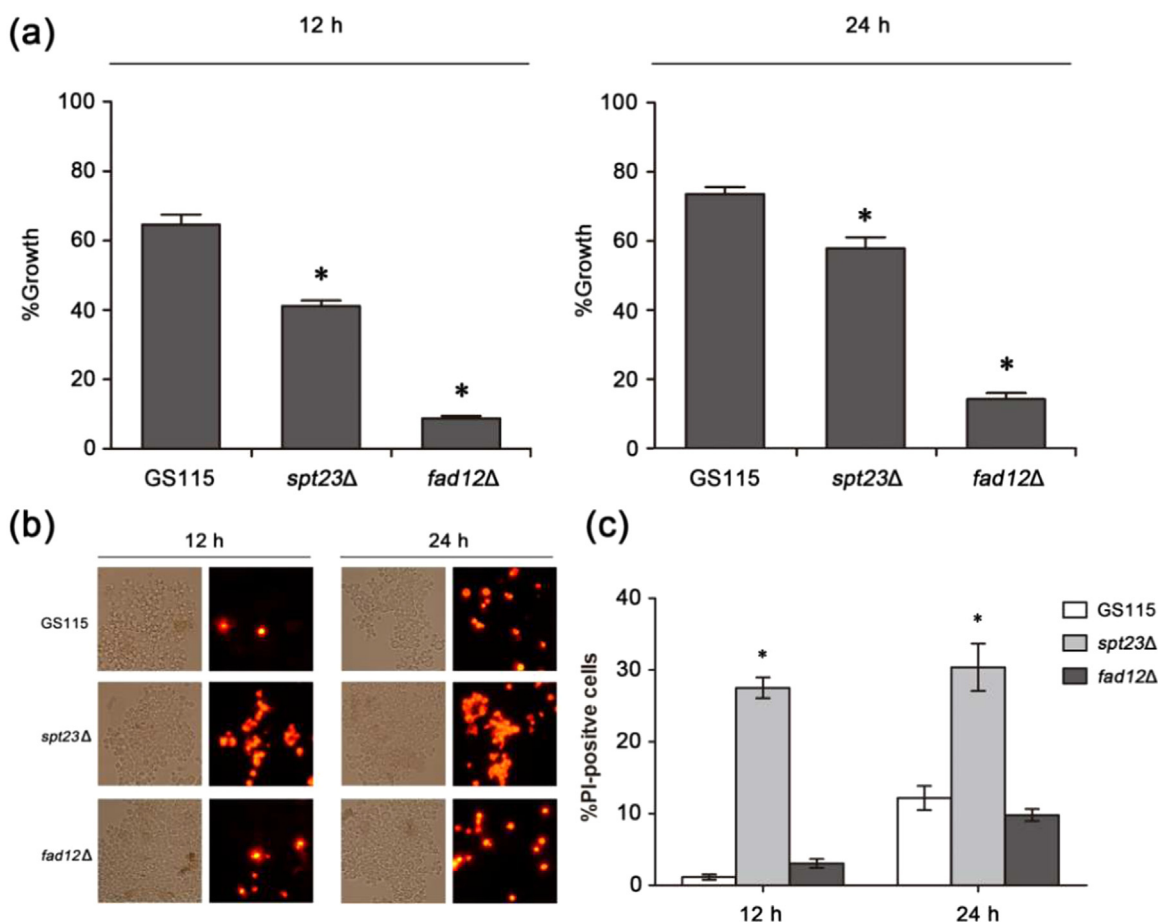 (a)
12 h
24 h
100
80
60
40
20
0
%Growth
*
*
GS115
spt23Δ
fad12Δ
100
80
60
40
20
0
%Growth
*
*
GS115
spt23Δ
fad12Δ
(b)
12 h
24 h
GS115
spt23Δ
fad12Δ
(c)
40
30
20
10
0
%PI-positve cells
*
*
12 h
24 h
GS115
spt23Δ
fad12Δ